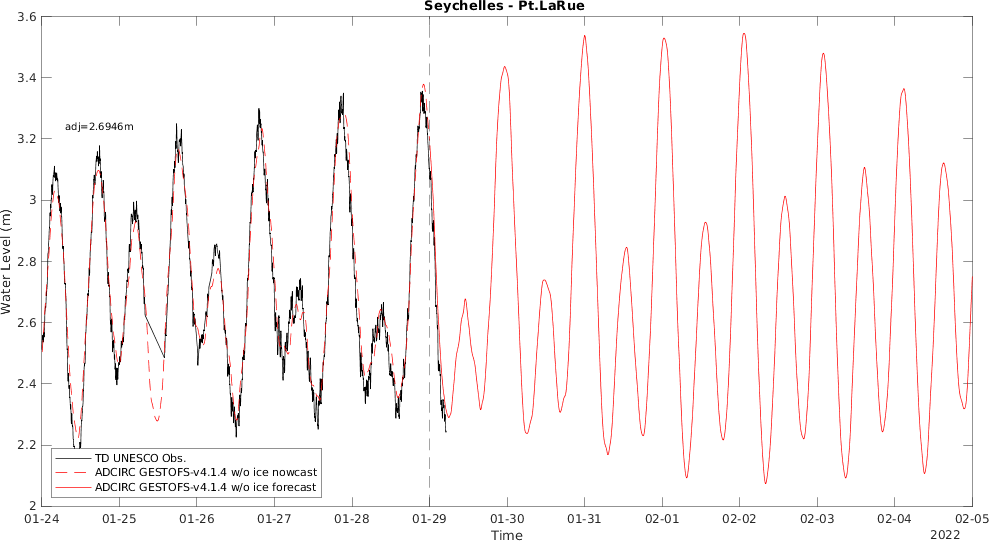 Seychelles - Pt.LaRue
3.6
3.4
3.2
3
2.8
2.6
2.4
2.2
2
Water Level (m)
adj=2.6946m
TD UNESCO Obs.
ADCIRC GESTOFS-v4.1.4 w/o ice nowcast
ADCIRC GESTOFS-v4.1.4 w/o ice forecast
01-24 01-25 01-26 01-27 01-28 01-29 01-30 01-31 02-01 02-02 02-03 02-04 02-05
Time
2022